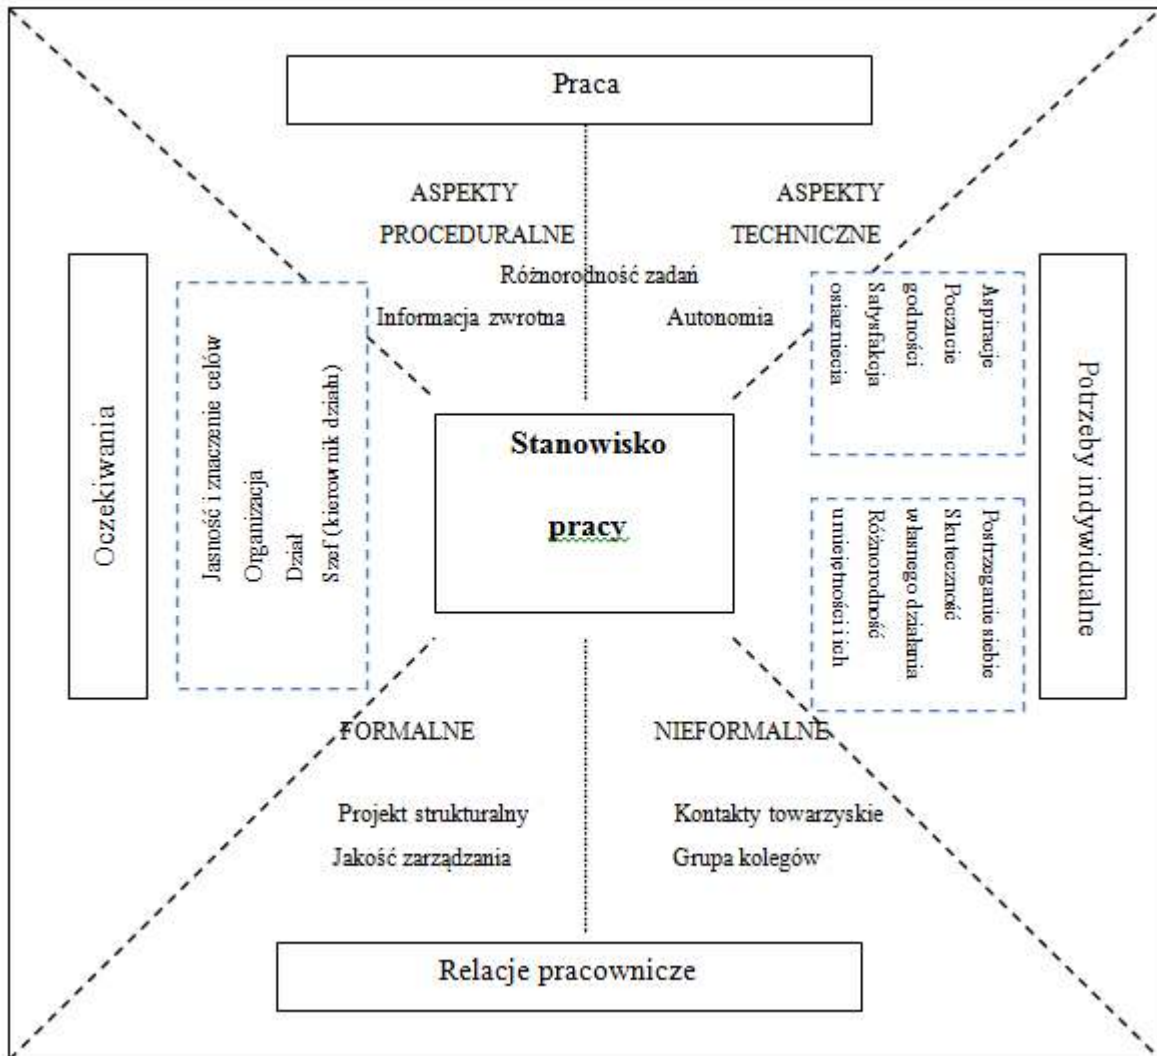 Praca
ASPEKTY
PROCEDURALNE
ASPEKTY
TECHNICZNE
Różnorodność zadań
Informacja zwrotna
Autonomia
Oczekiwania
Jasność i znaczenie celów
Organizacja
Dział
Szef (kierownik działu)
Stanowisko
pracy
Aspiracje
Poczucie
godności
Satysfakcja
osiągnięcia
Postrzeganie siebie
Skuteczność
własnego działania
Różnorodność
umiejętności i ich
Potrzeby indywidualne
FORMALNE
Projekt strukturalny
Jakość zarządzania
NIEFORMALNE
Kontakty towarzyskie
Grupa kolegów
Relacje pracownicze